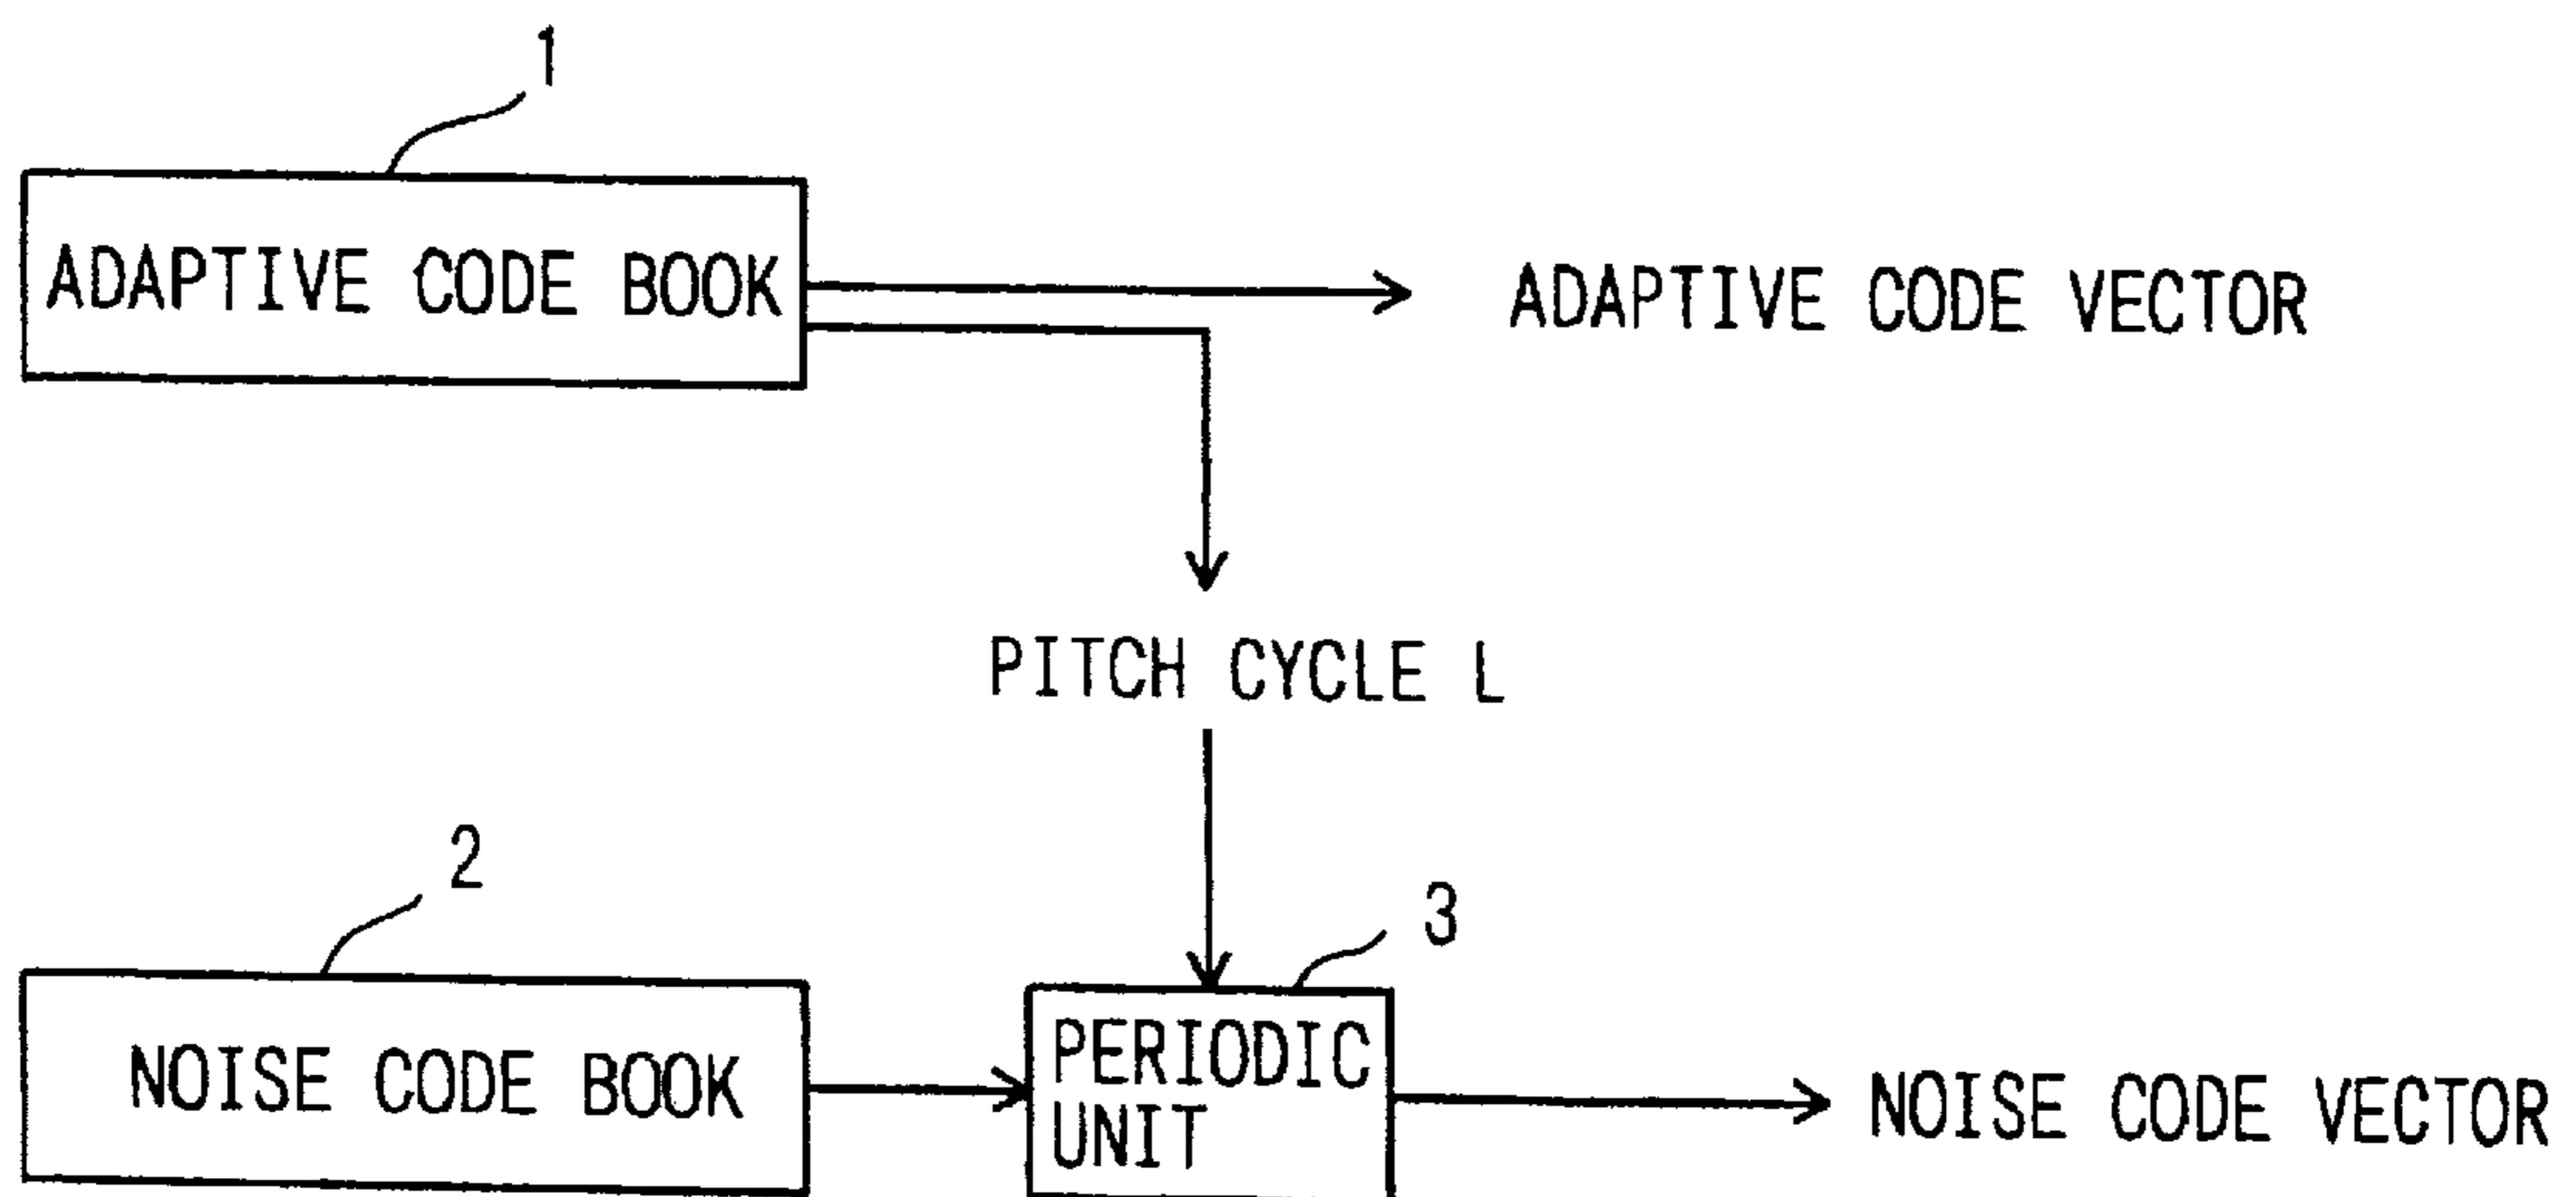 1
ADAPTIVE CODE BOOK
ADAPTIVE CODE VECTOR
PITCH CYCLE L
2
3
NOISE CODE BOOK
PERIODIC
UNIT
NOISE CODE VECTOR